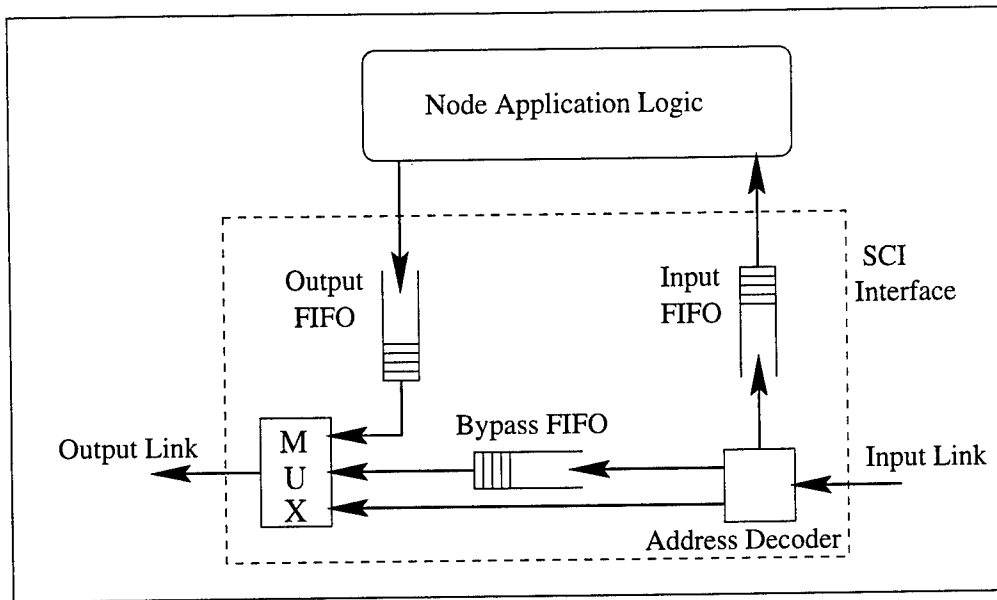 Node Application Logic
Output
FIFO
Input
FIFO
SCI
Interface
Output Link
M
U
X
Bypass FIFO
Input Link
Address Decoder